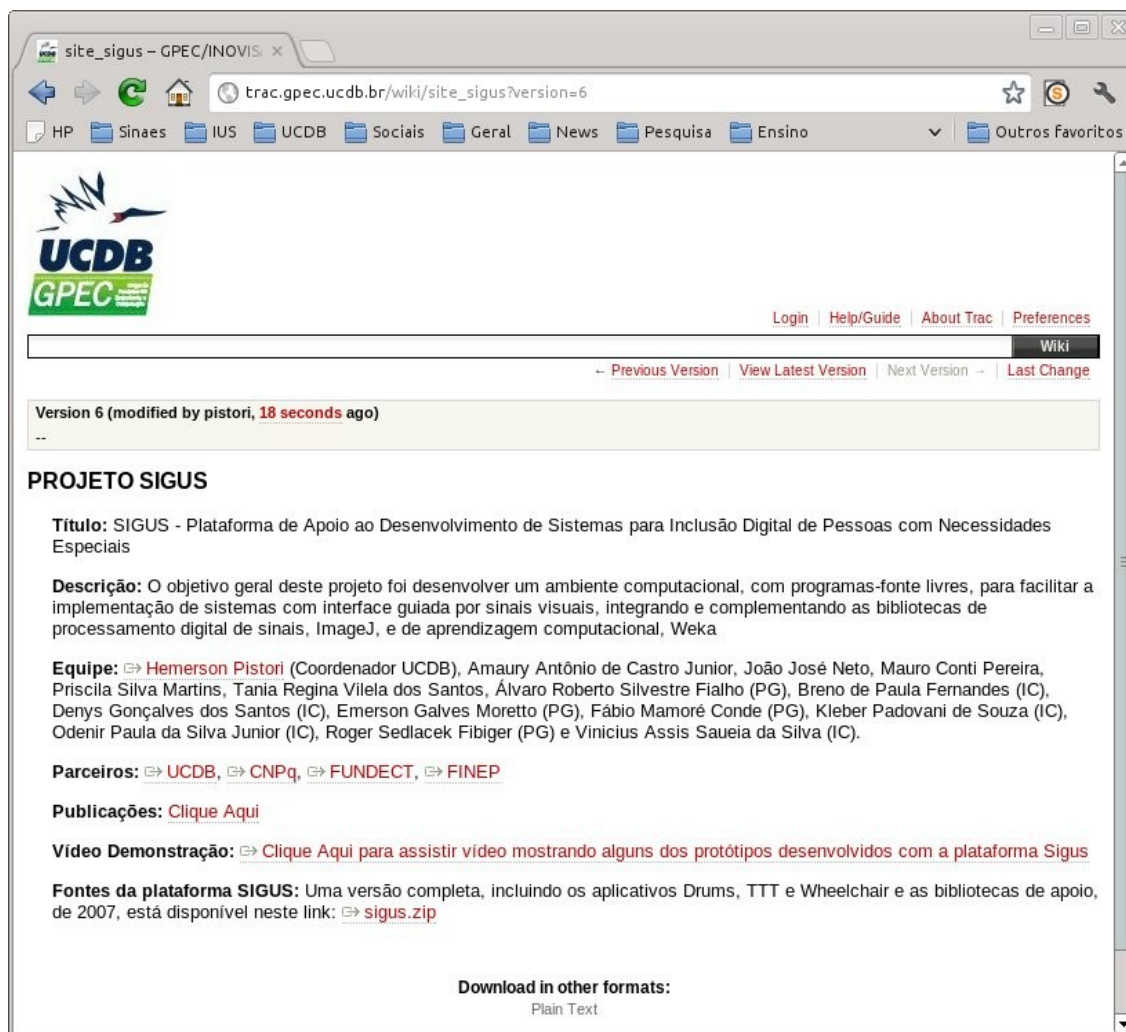 site_sigus – GPEC/INOVIS
trac.gpec.ucdb.br/wiki/site_sigus?version=6
HP Sinaes IUS UCDB Sociais Geral News Pesquisa Ensino Outros favoritos
UCDB
GPEC
Login Help/Guide About Trac Preferences
Wiki
← Previous Version View Latest Version Next Version → Last Change
Version 6 (modified by pistori, 18 seconds ago)
--
PROJETO SIGUS
Título: SIGUS - Plataforma de Apoio ao Desenvolvimento de Sistemas para Inclusão Digital de Pessoas com Necessidades
Especiais
Descrição: O objetivo geral deste projeto foi desenvolver um ambiente computacional, com programas-fonte livres, para facilitar a
implementação de sistemas com interface guiada por sinais visuais, integrando e complementando as bibliotecas de
processamento digital de sinais, ImageJ, e de aprendizagem computacional, Weka
Equipe: Hemerson Pistori (Coordenador UCDB), Amaury Antônio de Castro Junior, João José Neto, Mauro Conti Pereira,
Priscila Silva Martins, Tania Regina Vilela dos Santos, Álvaro Roberto Silvestre Fialho (PG), Breno de Paula Fernandes (IC),
Denys Gonçalves dos Santos (IC), Emerson Galves Moretto (PG), Fábio Mamoré Conde (PG), Kleber Padovani de Souza (IC),
Odenir Paula da Silva Junior (IC), Roger Sedlacek Fibiger (PG) e Vinicius Assis Saueia da Silva (IC).
Parceiros: UCDB, CNPq, FUNDECT, FINEP
Publicações: Clique Aqui
Vídeo Demonstração: Clique Aqui para assistir vídeo mostrando alguns dos protótipos desenvolvidos com a plataforma Sigus
Fontes da plataforma SIGUS: Uma versão completa, incluindo os aplicativos Drums, TTT e Wheelchair e as bibliotecas de apoio,
de 2007, está disponível neste link: sigus.zip
Download in other formats:
Plain Text